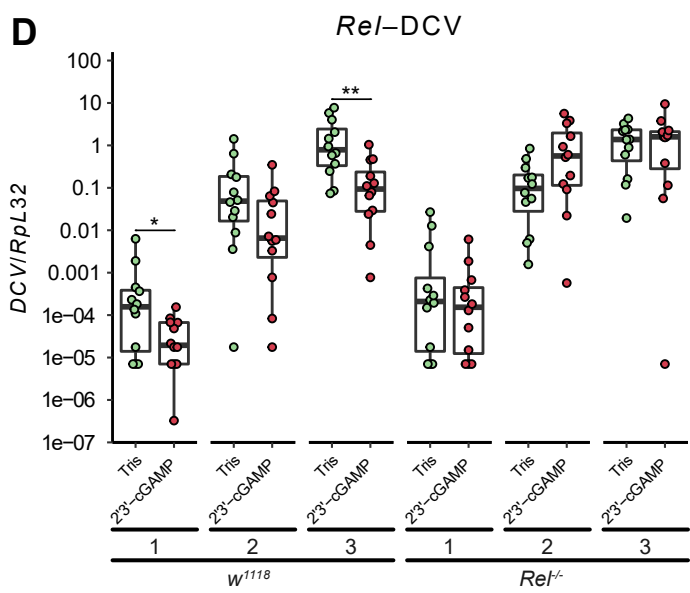 D
Rel–DCV
DCV/RpL32
100
10
1
0.1
0.01
0.001
1e−04
1e−05
1e−06
1e−07
*
**
Tris 2'3'−cGAMP Tris 2'3'−cGAMP Tris 2'3'−cGAMP Tris 2'3'−cGAMP Tris 2'3'−cGAMP Tris 2'3'−cGAMP
1 2 3 1 2 3
w¹¹¹⁸ Rel⁻/⁻